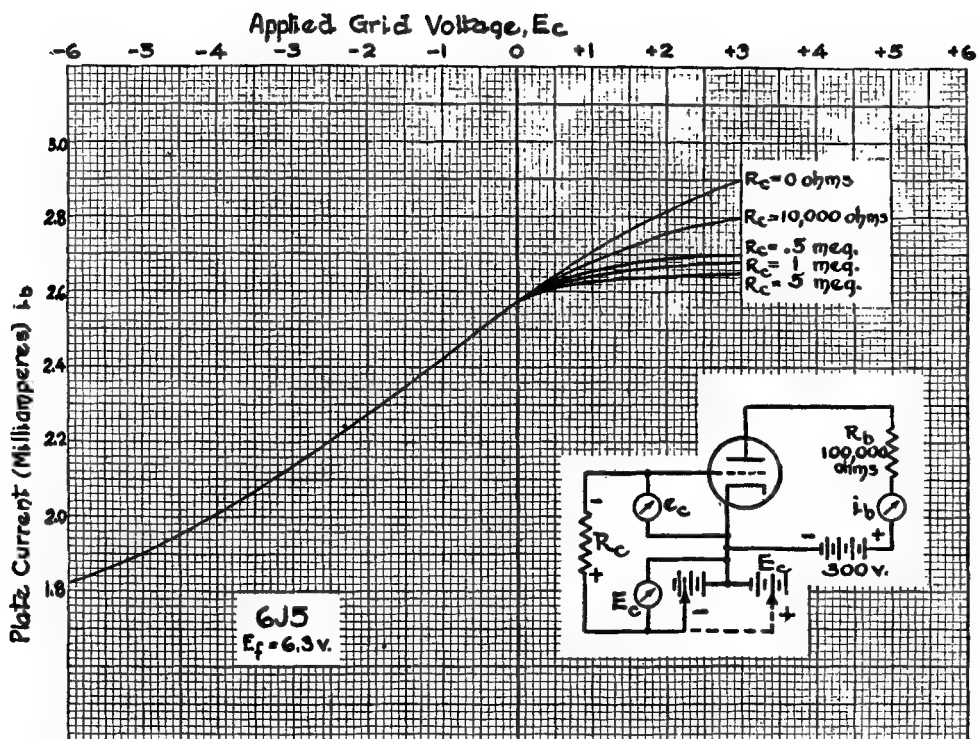 Applied Grid Voltage, Ec
-6 -5 -4 -3 -2 -1 0 +1 +2 +3 +4 +5 +6
Plate Current (Milliamperes) ib
3.0
2.8
2.6
2.4
2.2
2.0
1.8
Rc=0 ohms
Rc=10,000 ohms
Rc= .5 meg.
Rc= 1 meg.
Rc= 5 meg.
6J5
Ef=6.3v.
Rb
100,000
ohms
-
ec
ib
Rc
-
+
+
300v.
Ec
Ec
-
+